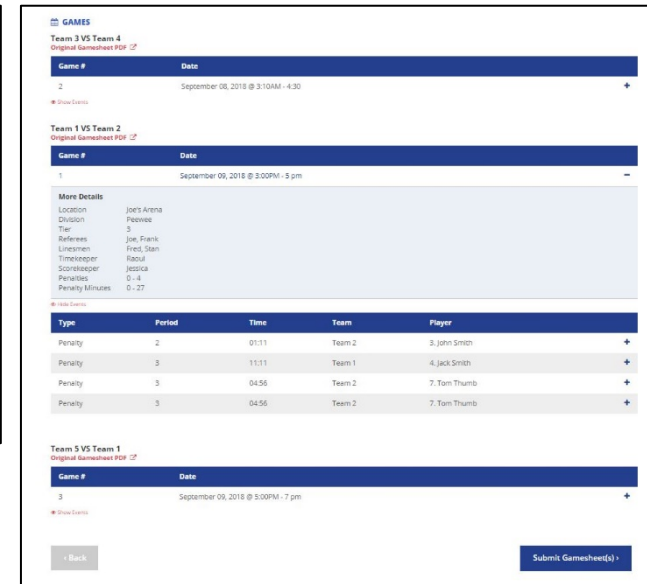 GAMES
Team 3 VS Team 4
Original Gamesheet PDF
Game # Date
2 September 08, 2018 @ 3:10AM - 4:30 +
Show Events
Team 1 VS Team 2
Original Gamesheet PDF
Game # Date
1 September 09, 2018 @ 3:00PM - 5 pm −
More Details
Location Joe's Arena
Division Peewee
Tier 3
Referees Joe, Frank
Linesmen Fred, Stan
Timekeeper Raoul
Scorekeeper Jessica
Penalties 0 - 4
Penalty Minutes 0 - 27
Hide Events
Type Period Time Team Player
Penalty 2 01:11 Team 2 3. John Smith +
Penalty 3 11:11 Team 1 4. Jack Smith +
Penalty 3 04:56 Team 2 7. Tom Thumb +
Penalty 3 04:56 Team 2 7. Tom Thumb +
Team 5 VS Team 1
Original Gamesheet PDF
Game # Date
3 September 09, 2018 @ 5:00PM - 7 pm +
Show Events
‹ Back Submit Gamesheet(s) ›